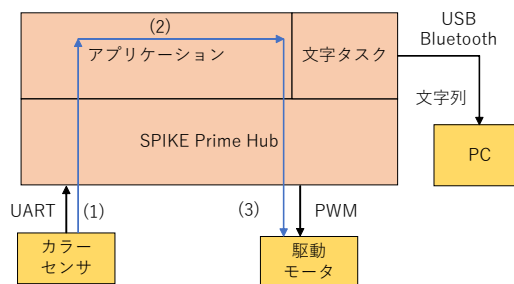 (2)
アプリケーション
文字タスク
USB
Bluetooth
文字列
SPIKE Prime Hub
PC
UART
(1)
(3)
PWM
カラー
センサ
駆動
モータ